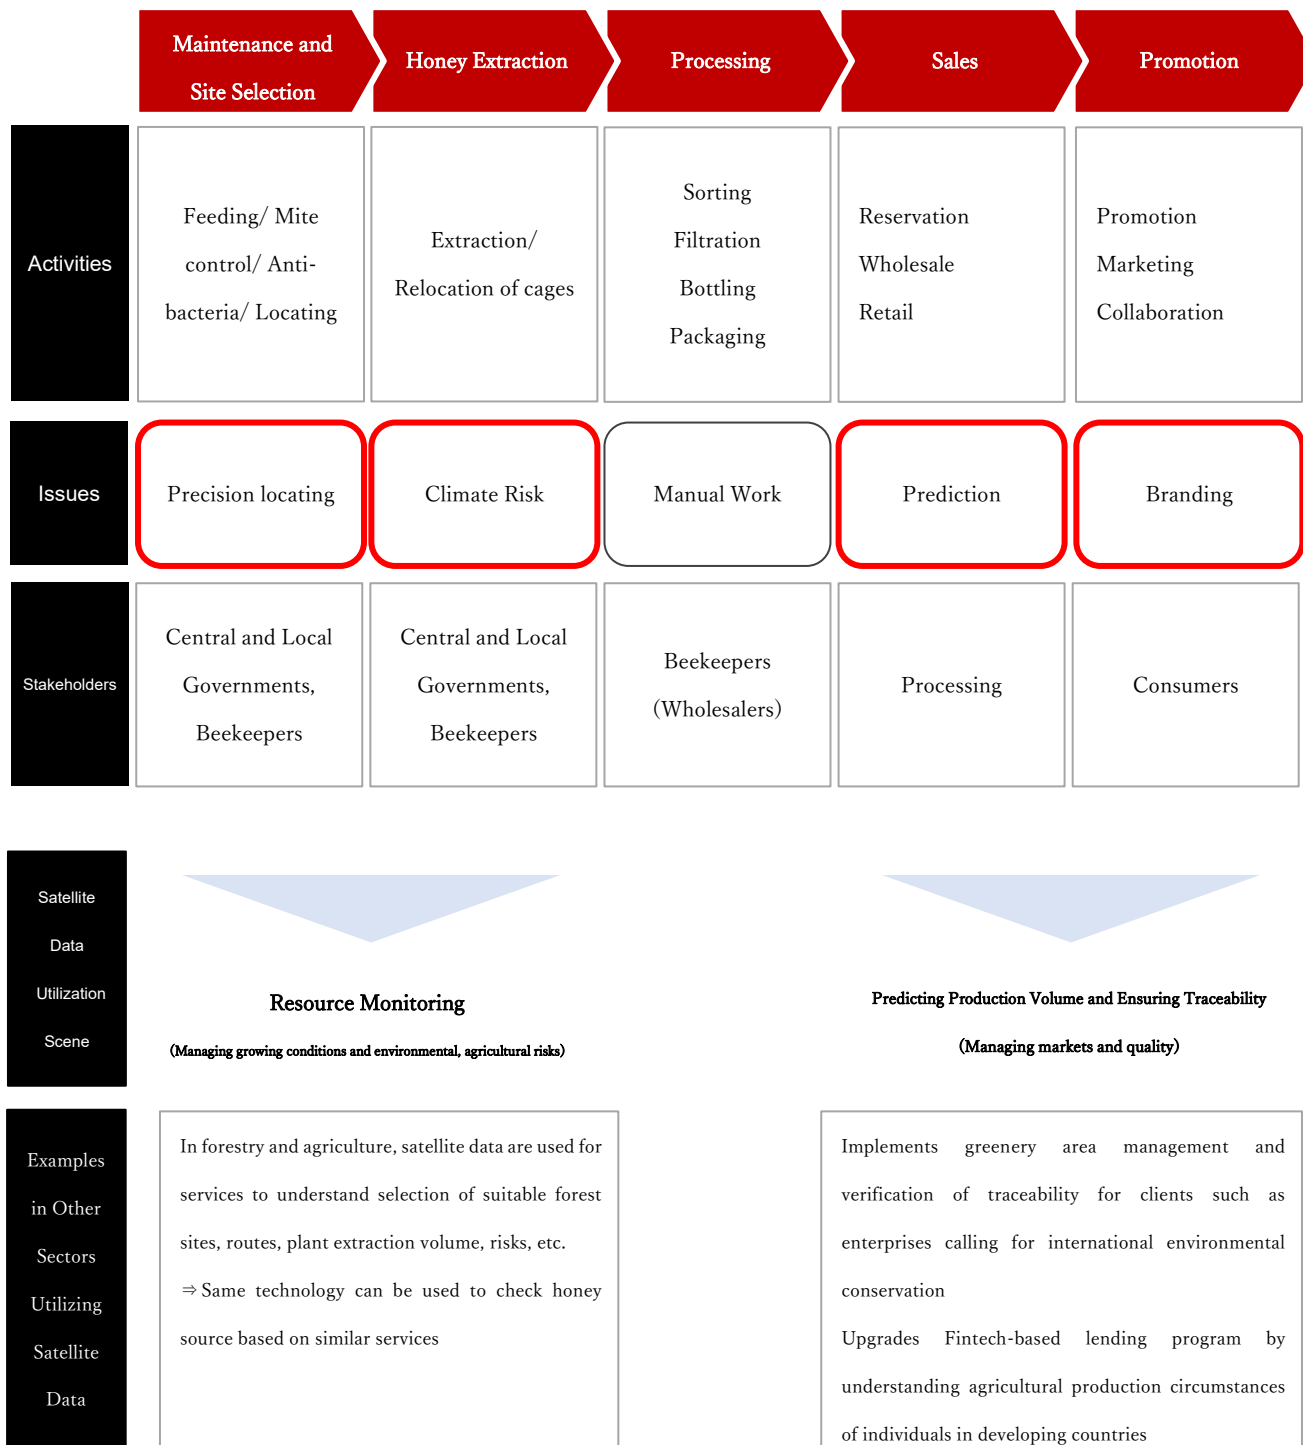 Maintenance and
Site Selection
Honey Extraction
Processing
Sales
Promotion
Activities
Feeding/ Mite
control/ Anti-
bacteria/ Locating
Extraction/
Relocation of cages
Sorting
Filtration
Bottling
Packaging
Reservation
Wholesale
Retail
Promotion
Marketing
Collaboration
Issues
Precision locating
Climate Risk
Manual Work
Prediction
Branding
Stakeholders
Central and Local
Governments,
Beekeepers
Central and Local
Governments,
Beekeepers
Beekeepers
(Wholesalers)
Processing
Consumers
Satellite
Data
Utilization
Scene
Resource Monitoring
(Managing growing conditions and environmental, agricultural risks)
Predicting Production Volume and Ensuring Traceability
(Managing markets and quality)
Examples
in Other
Sectors
Utilizing
Satellite
Data
In forestry and agriculture, satellite data are used for
services to understand selection of suitable forest
sites, routes, plant extraction volume, risks, etc.
⇒Same technology can be used to check honey
source based on similar services
Implements greenery area management and
verification of traceability for clients such as
enterprises calling for international environmental
conservation
Upgrades Fintech-based lending program by
understanding agricultural production circumstances
of individuals in developing countries